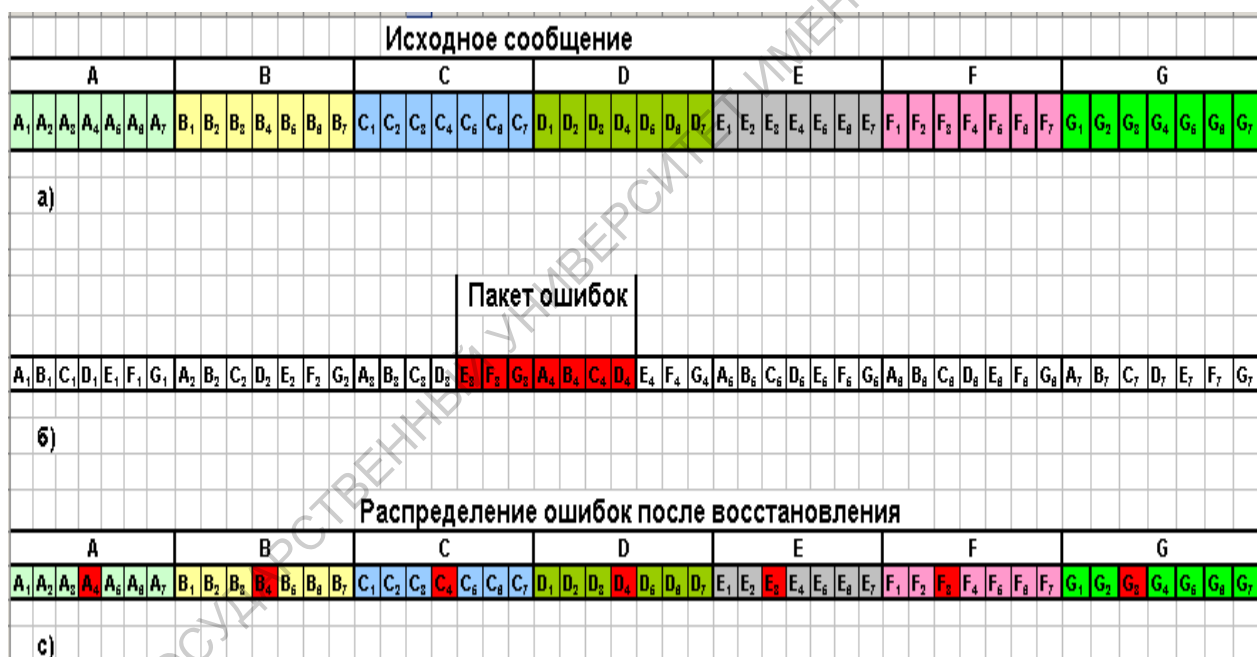 Исходное сообщение
A B C D E F G
A₁ A₂ A₃ A₄ A₅ A₆ A₇ B₁ B₂ B₃ B₄ B₅ B₆ B₇ C₁ C₂ C₃ C₄ C₅ C₆ C₇ D₁ D₂ D₃ D₄ D₅ D₆ D₇ E₁ E₂ E₃ E₄ E₅ E₆ E₇ F₁ F₂ F₃ F₄ F₅ F₆ F₇ G₁ G₂ G₃ G₄ G₅ G₆ G₇
а)
Пакет ошибок
A₁ B₁ C₁ D₁ E₁ F₁ G₁ A₂ B₂ C₂ D₂ E₂ F₂ G₂ A₃ B₃ C₃ D₃ E₃ F₃ G₃ A₄ B₄ C₄ D₄ E₄ F₄ G₄ A₅ B₅ C₅ D₅ E₅ F₅ G₅ A₆ B₆ C₆ D₆ E₆ F₆ G₆ A₇ B₇ C₇ D₇ E₇ F₇ G₇
б)
Распределение ошибок после восстановления
A B C D E F G
A₁ A₂ A₃ A₄ A₅ A₆ A₇ B₁ B₂ B₃ B₄ B₅ B₆ B₇ C₁ C₂ C₃ C₄ C₅ C₆ C₇ D₁ D₂ D₃ D₄ D₅ D₆ D₇ E₁ E₂ E₃ E₄ E₅ E₆ E₇ F₁ F₂ F₃ F₄ F₅ F₆ F₇ G₁ G₂ G₃ G₄ G₅ G₆ G₇
с)
ОСУДАРСТВЕННЫЙ УНИВЕРСИТЕТ ИМЕН